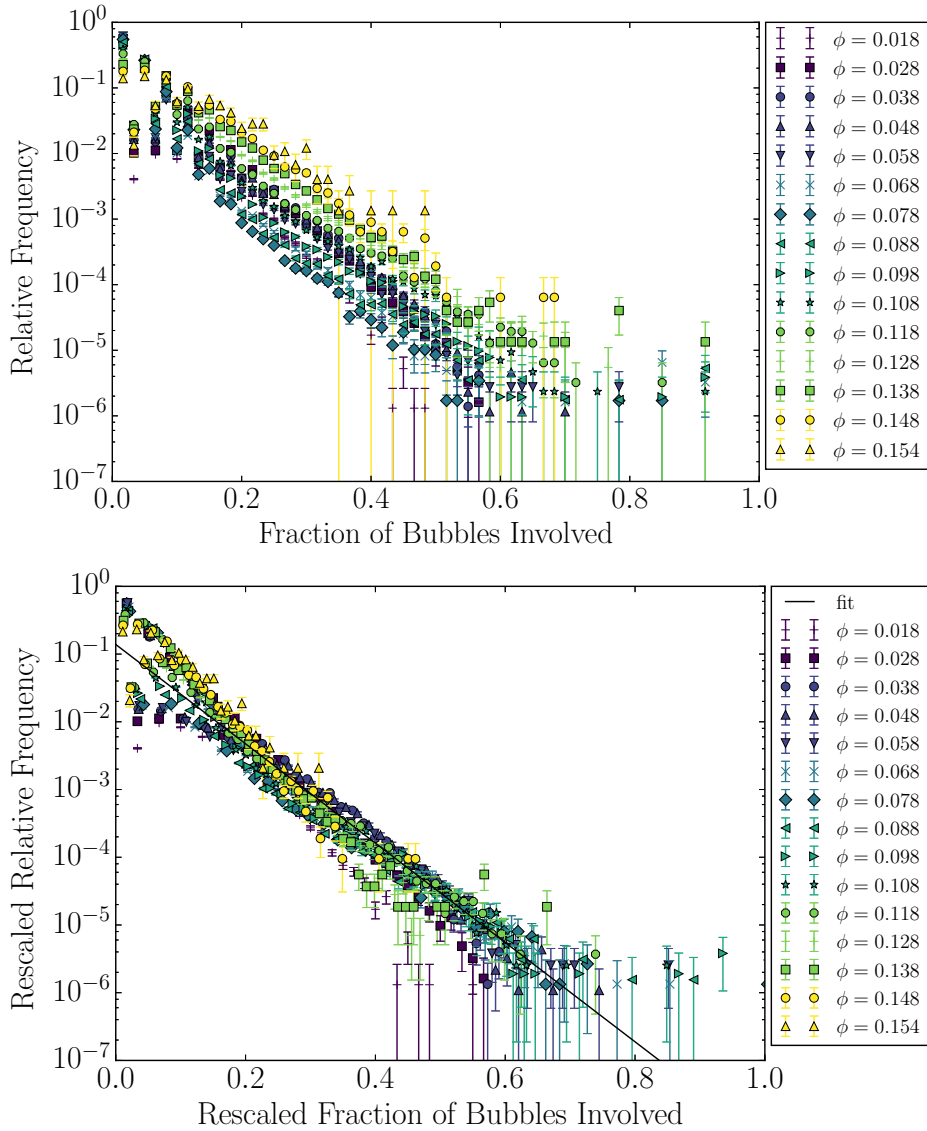 10^0
10^-1
10^-2
10^-3
10^-4
10^-5
10^-6
10^-7
Relative Frequency
0.0 0.2 0.4 0.6 0.8 1.0
Fraction of Bubbles Involved
ϕ = 0.018
ϕ = 0.028
ϕ = 0.038
ϕ = 0.048
ϕ = 0.058
ϕ = 0.068
ϕ = 0.078
ϕ = 0.088
ϕ = 0.098
ϕ = 0.108
ϕ = 0.118
ϕ = 0.128
ϕ = 0.138
ϕ = 0.148
ϕ = 0.154
10^0
10^-1
10^-2
10^-3
10^-4
10^-5
10^-6
10^-7
Rescaled Relative Frequency
0.0 0.2 0.4 0.6 0.8 1.0
Rescaled Fraction of Bubbles Involved
fit
ϕ = 0.018
ϕ = 0.028
ϕ = 0.038
ϕ = 0.048
ϕ = 0.058
ϕ = 0.068
ϕ = 0.078
ϕ = 0.088
ϕ = 0.098
ϕ = 0.108
ϕ = 0.118
ϕ = 0.128
ϕ = 0.138
ϕ = 0.148
ϕ = 0.154